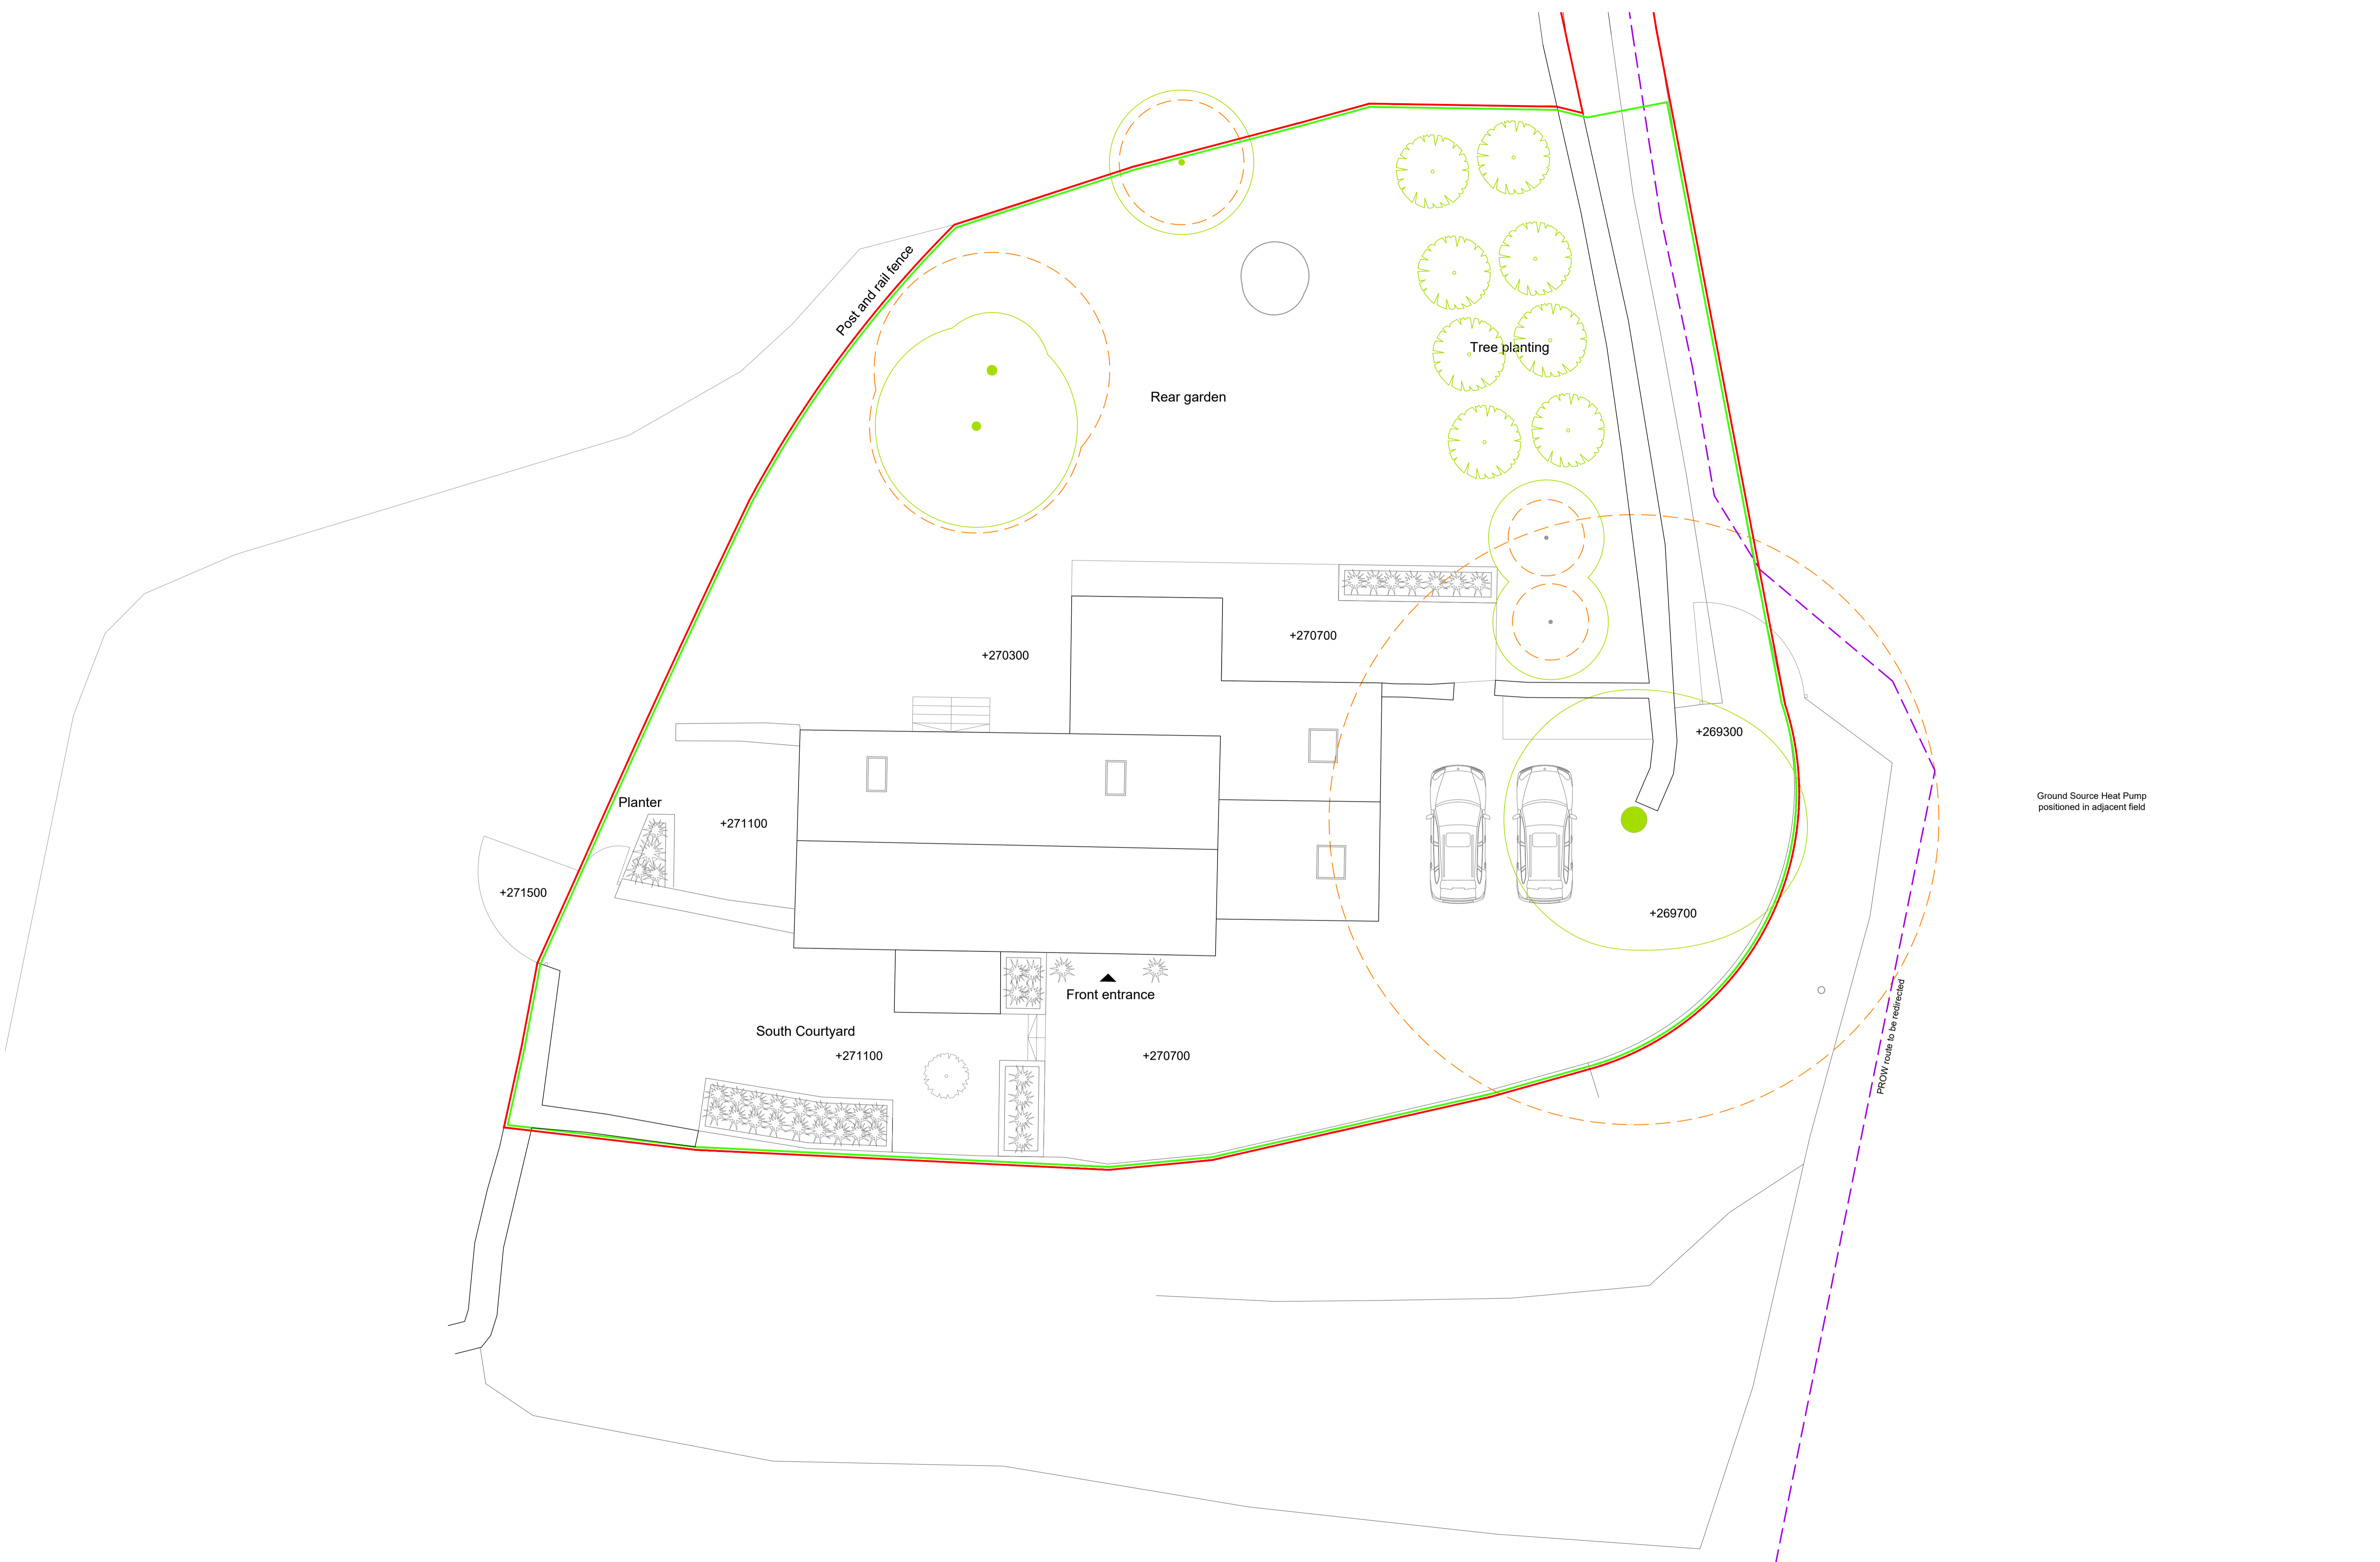 Post and rail fence
Tree planting
Rear garden
+270700
+270300
+269300
Planter
+271100
Ground Source Heat Pump
positioned in adjacent field
+271500
+269700
Front entrance
South Courtyard
+271100
+270700
PROW route to be redirected